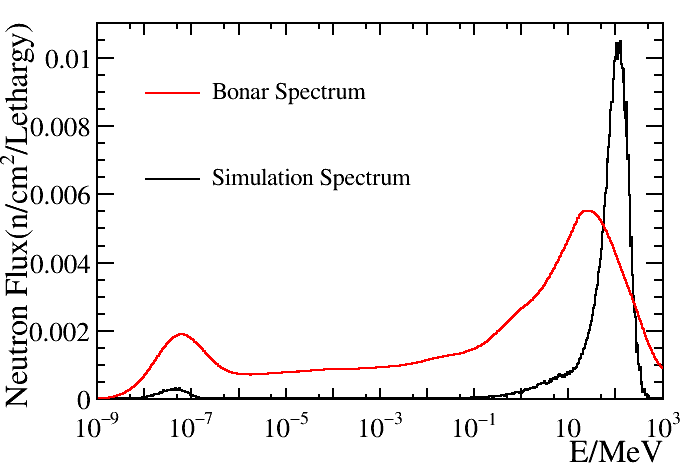 Neutron Flux(n/cm²/Lethargy)
0.01
0.008
0.006
0.004
0.002
0
Bonar Spectrum
Simulation Spectrum
10⁻⁹ 10⁻⁷ 10⁻⁵ 10⁻³ 10⁻¹ 10 10³
E/MeV